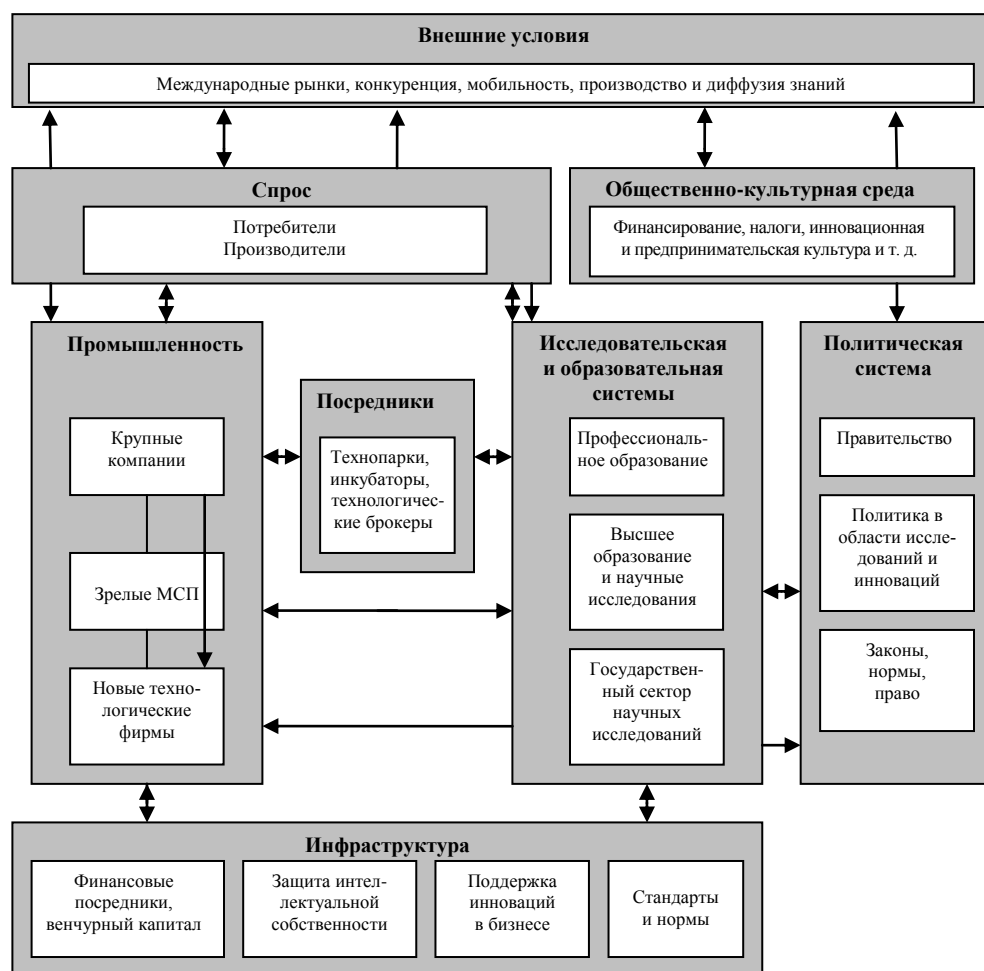 Внешние условия
Международные рынки, конкуренция, мобильность, производство и диффузия знаний
Спрос
Потребители
Производители
Общественно-культурная среда
Финансирование, налоги, инновационная
и предпринимательская культура и т. д.
Промышленность
Крупные
компании
Зрелые МСП
Новые техно-
логические
фирмы
Посредники
Технопарки,
инкубаторы,
технологичес-
кие брокеры
Исследовательская
и образовательная
системы
Профессиональ-
ное образование
Высшее
образование
и научные
исследования
Государствен-
ный сектор
научных
исследований
Политическая
система
Правительство
Политика в
области иссле-
дований и
инноваций
Законы,
нормы,
право
Инфраструктура
Финансовые
посредники,
венчурный капитал
Защита интел-
лектуальной
собственности
Поддержка
инноваций
в бизнесе
Стандарты
и нормы